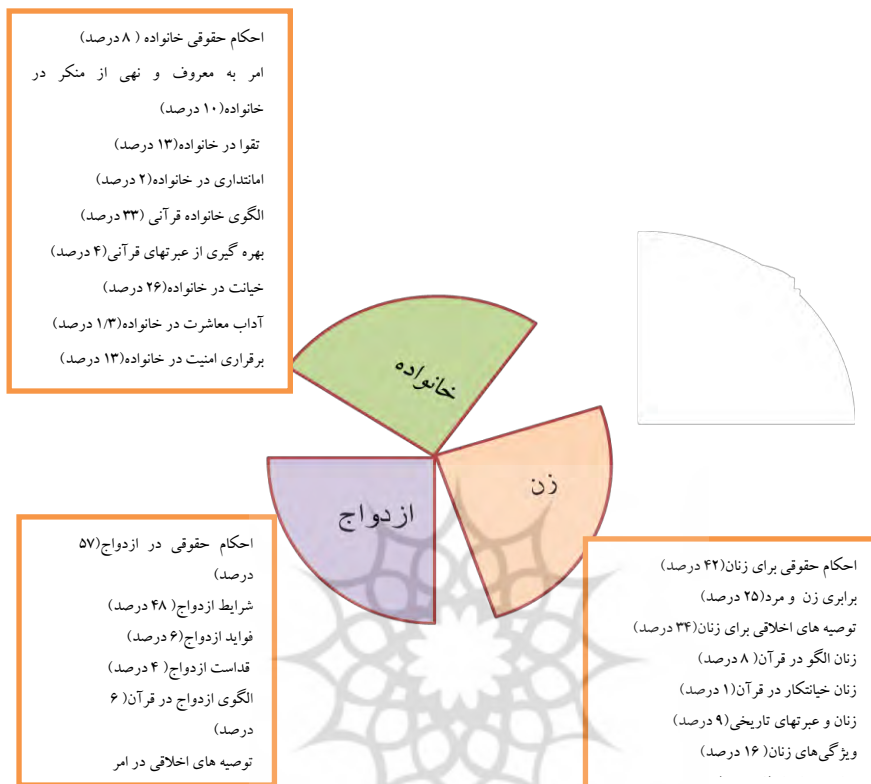 احکام حقوقی خانواده ( ۸ درصد)
امر به معروف و نهی از منکر در
خانواده(۱۰ درصد)
تقوا در خانواده(۱۳ درصد)
امانتداری در خانواده(۲ درصد)
الگوی خانواده قرآنی (۳۳ درصد)
بهره گیری از عبرتهای قرآنی(۴ درصد)
خیانت در خانواده(۲۶ درصد)
آداب معاشرت در خانواده(۱/۳ درصد)
برقراری امنیت در خانواده(۱۳ درصد)
خانواده
زن
ازدواج
احکام حقوقی برای زنان(۴۲ درصد)
برابری زن و مرد(۲۵ درصد)
توصیه های اخلاقی برای زنان(۳۴ درصد)
زنان الگو در قرآن( ۸ درصد)
زنان خیانتکار در قرآن(۱ درصد)
زنان و عبرتهای تاریخی(۹ درصد)
ویژگی‌های زنان( ۱۶ درصد)
احکام حقوقی در ازدواج(۵۷
درصد)
شرایط ازدواج( ۴۸ درصد)
فواید ازدواج(۶ درصد)
قداست ازدواج( ۴ درصد)
الگوی ازدواج در قرآن( ۶
درصد)
توصیه های اخلاقی در امر